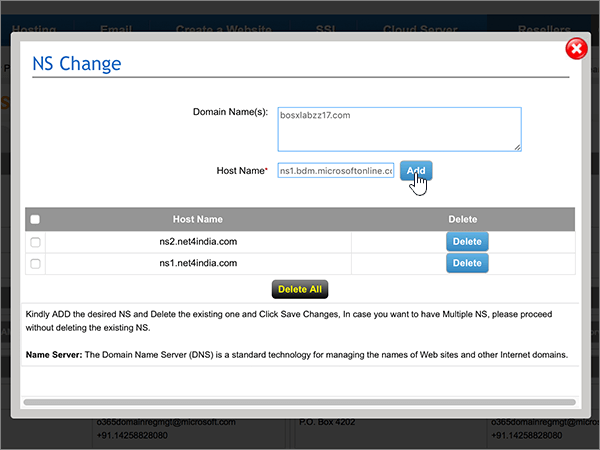 Hosting Email Create a Website SSL Cloud Server Resellers
NS Change
Domain Name(s):
bosxlabzz17.com
Host Name*
ns1.bdm.microsoftonline.co
Add
Host Name Delete
ns2.net4india.com Delete
ns1.net4india.com Delete
Delete All
Kindly ADD the desired NS and Delete the existing one and Click Save Changes, In case you want to have Multiple NS, please proceed
without deleting the existing NS.
Name Server: The Domain Name Server (DNS) is a standard technology for managing the names of Web sites and other Internet domains.
o365domainregmgt@microsoft.com P.O. Box 4202 o365domainregmgt@microsoft
+91.14258828080 +91.14258828080